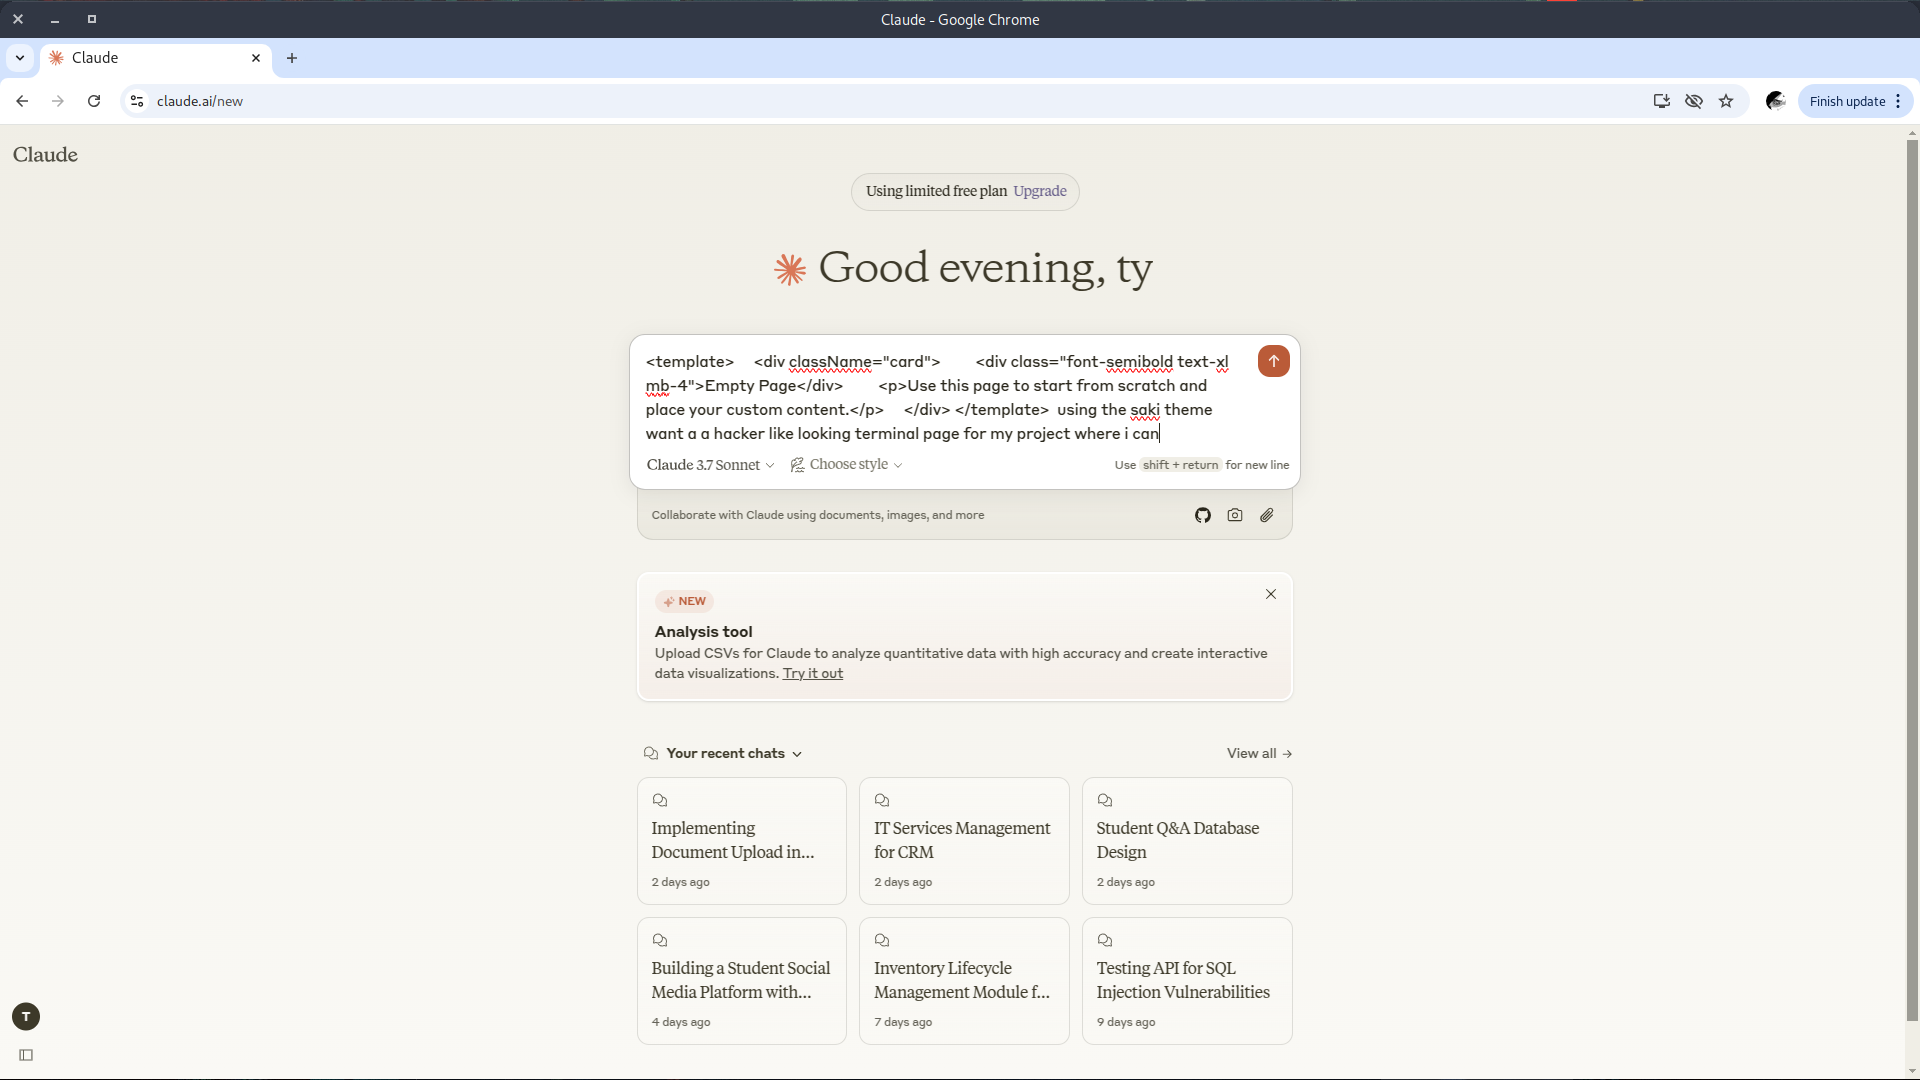 Claude - Google Chrome
Claude
claude.ai/new
Finish update
Claude
Using limited free plan Upgrade
Good evening, ty
<template> <div className="card"> <div class="font-semibold text-xl
mb-4">Empty Page</div> <p>Use this page to start from scratch and
place your custom content.</p> </div> </template> using the saki theme
want a a hacker like looking terminal page for my project where i can
Claude 3.7 Sonnet Choose style Use shift + return for new line
Collaborate with Claude using documents, images, and more
NEW
Analysis tool
Upload CSVs for Claude to analyze quantitative data with high accuracy and create interactive
data visualizations. Try it out
Your recent chats View all →
Implementing
Document Upload in...
2 days ago
IT Services Management
for CRM
2 days ago
Student Q&A Database
Design
2 days ago
Building a Student Social
Media Platform with...
4 days ago
Inventory Lifecycle
Management Module f...
7 days ago
Testing API for SQL
Injection Vulnerabilities
9 days ago
T